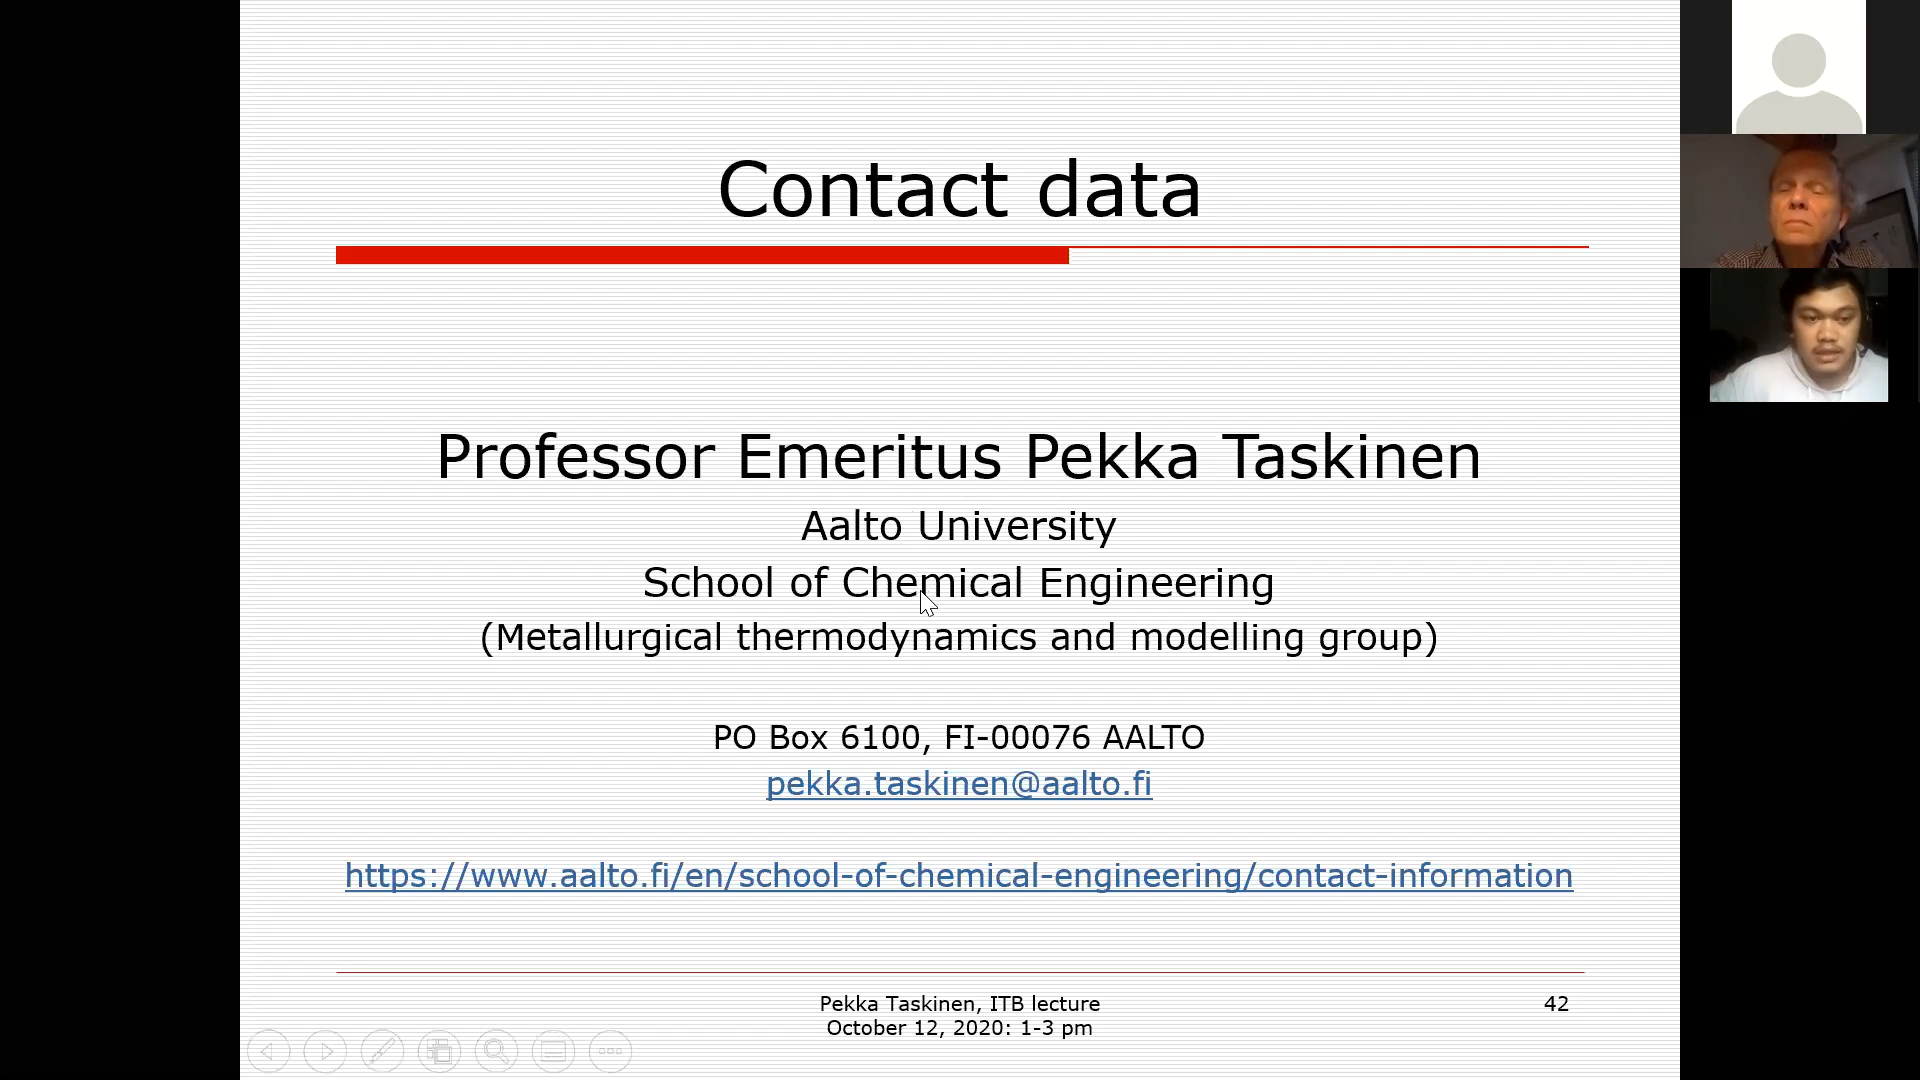 Contact data
Professor Emeritus Pekka Taskinen
Aalto University
School of Chemical Engineering
(Metallurgical thermodynamics and modelling group)
PO Box 6100, FI-00076 AALTO
pekka.taskinen@aalto.fi
https://www.aalto.fi/en/school-of-chemical-engineering/contact-information
Pekka Taskinen, ITB lecture
October 12, 2020: 1-3 pm
42